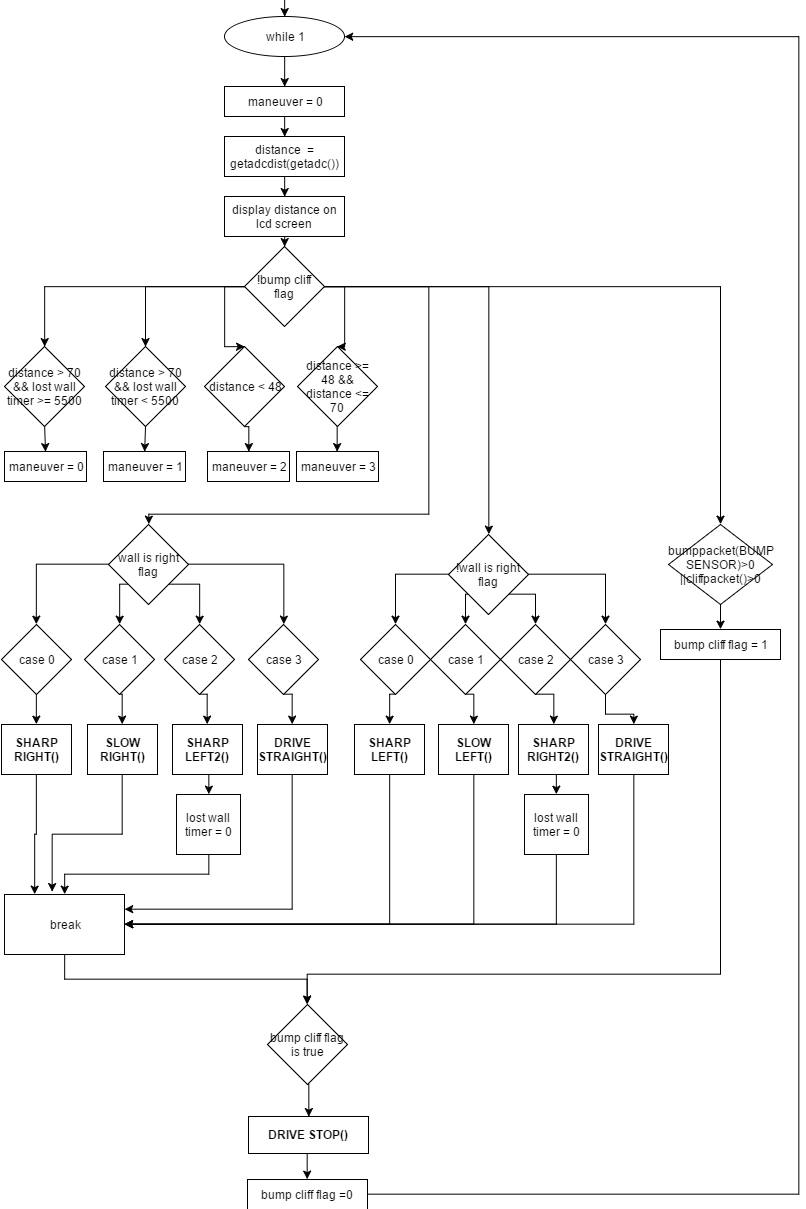 while 1
maneuver = 0
distance =
getadcdist(getadc())
display distance on
lcd screen
!bump cliff
flag
distance > 70
&& lost wall
timer >= 5500
distance > 70
&& lost wall
timer < 5500
distance < 48
distance >=
48 &&
distance <=
70
maneuver = 0
maneuver = 1
maneuver = 2
maneuver = 3
wall is right
flag
!wall is right
flag
bumppacket(BUMP
SENSOR)>0
||cliffpacket()>0
bump cliff flag = 1
case 0
case 1
case 2
case 3
case 0
case 1
case 2
case 3
SHARP
RIGHT()
SLOW
RIGHT()
SHARP
LEFT2()
DRIVE
STRAIGHT()
SHARP
LEFT()
SLOW
LEFT()
SHARP
RIGHT2()
DRIVE
STRAIGHT()
lost wall
timer = 0
lost wall
timer = 0
break
bump cliff flag
is true
DRIVE STOP()
bump cliff flag =0